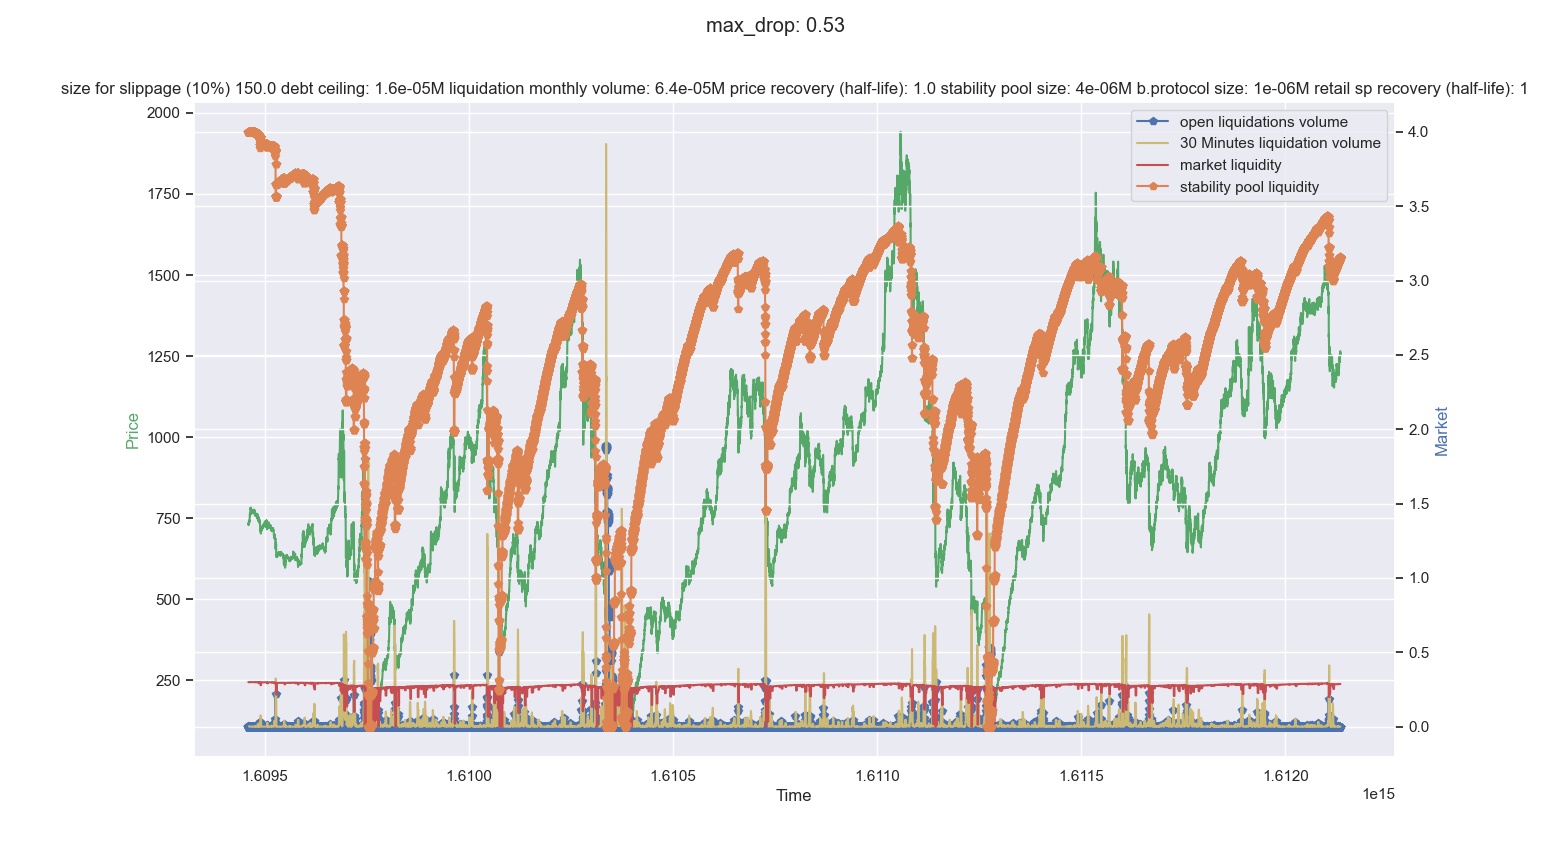 max_drop: 0.53
size for slippage (10%) 150.0 debt ceiling: 1.6e-05M liquidation monthly volume: 6.4e-05M price recovery (half-life): 1.0 stability pool size: 4e-06M b.protocol size: 1e-06M retail sp recovery (half-life): 1
open liquidations volume
30 Minutes liquidation volume
market liquidity
stability pool liquidity
2000
1750
1500
1250
1000
750
500
250
Price
4.0
3.5
3.0
2.5
2.0
1.5
1.0
0.5
0.0
Market
1.6095 1.6100 1.6105 1.6110 1.6115 1.6120
1e15
Time